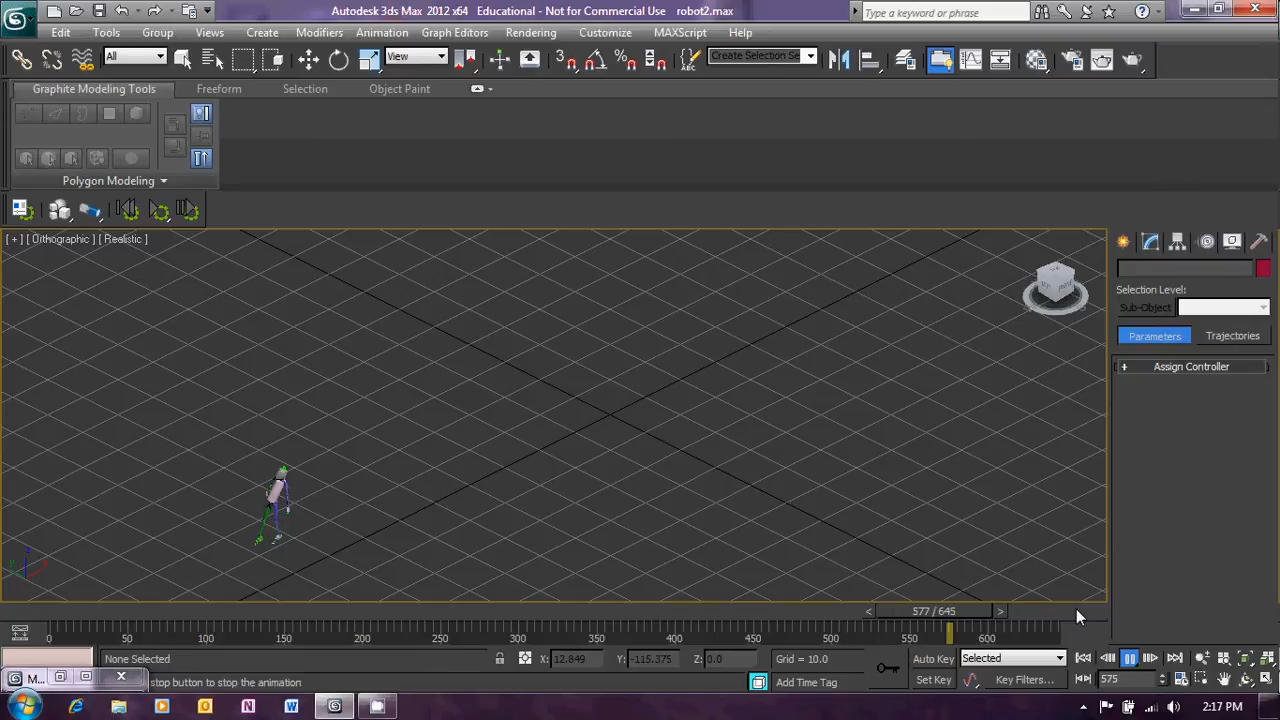 Autodesk 3ds Max 2012 x64 Educational - Not for Commercial Use robot2.max
Type a keyword or phrase
Edit Tools Group Views Create Modifiers Animation Graph Editors Rendering Customize MAXScript Help
All View 3 Create Selection Se
Graphite Modeling Tools Freeform Selection Object Paint
Polygon Modeling
[ + ] [ Orthographic ] [ Realistic ]
Selection Level:
Sub-Object
Parameters Trajectories
+ Assign Controller
< 577 / 645 >
0 50 100 150 200 250 300 350 400 450 500 550 600
None Selected X: 12.849 Y: -115.375 Z: 0.0 Grid = 10.0 Auto Key Selected
M... stop button to stop the animation Add Time Tag Set Key Key Filters... 575
2:17 PM